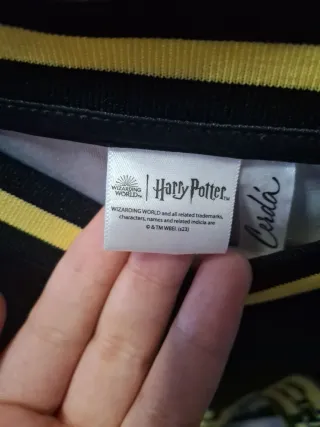 WIZARDING
WORLD
Harry Potter™
WIZARDING WORLD and all related trademarks,
characters, names and related indicia are
© & TM WBEI. (s23)
Cerdá